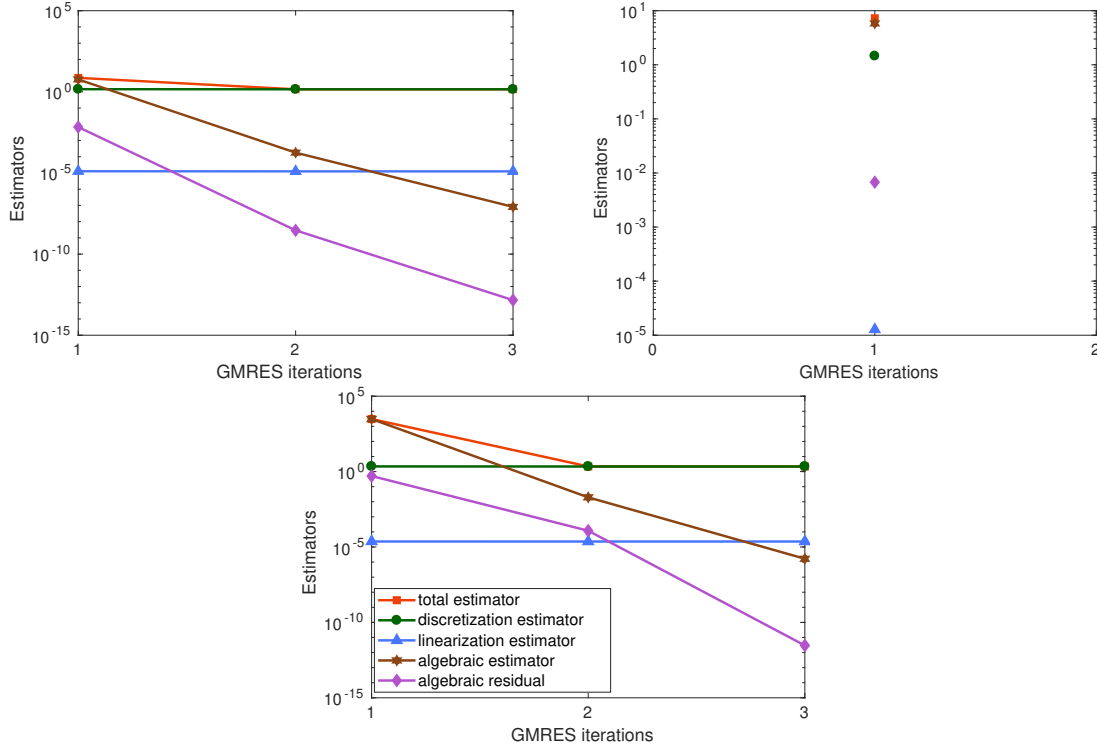 10^5
10^0
10^-5
10^-10
10^-15
Estimators
1
2
3
GMRES iterations
10^1
10^0
10^-1
10^-2
10^-3
10^-4
10^-5
Estimators
0
1
2
GMRES iterations
10^5
10^0
10^-5
10^-10
10^-15
Estimators
total estimator
discretization estimator
linearization estimator
algebraic estimator
algebraic residual
1
2
3
GMRES iterations